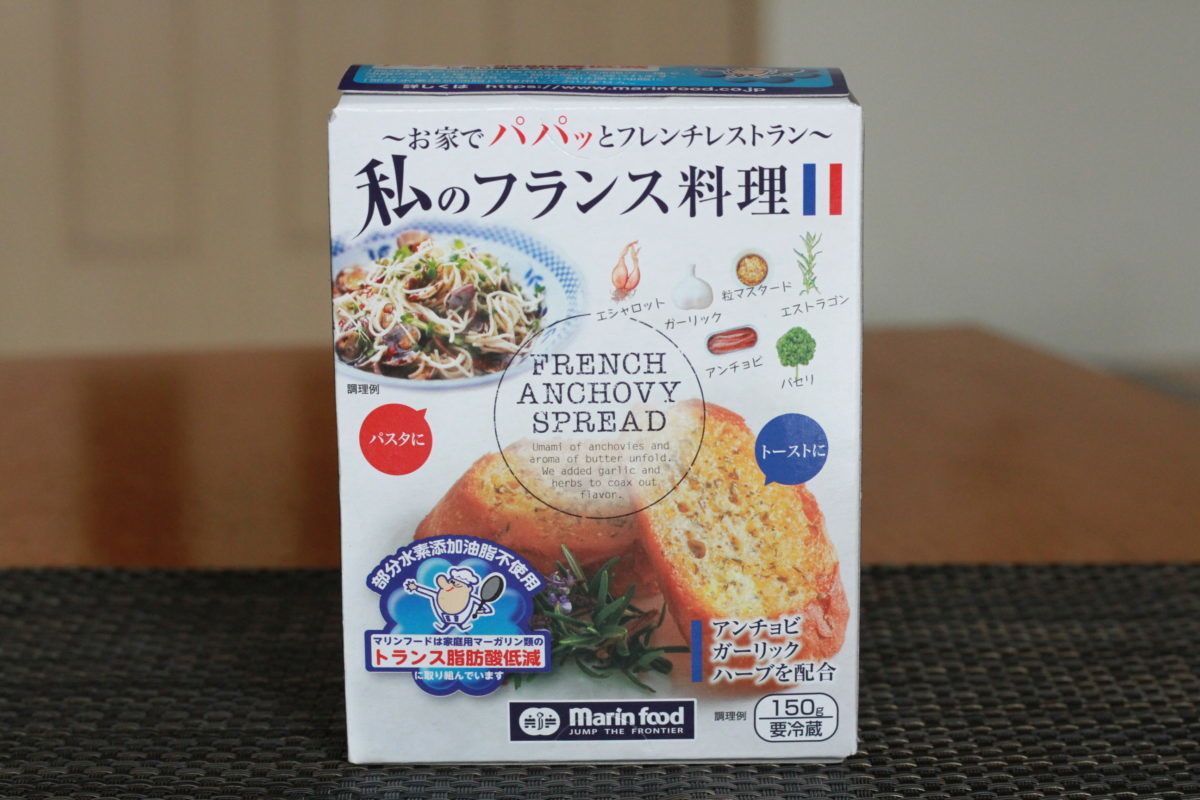 詳しくは https://www.marinfood.co.jp
～お家でパパッとフレンチレストラン～
私のフランス料理
エシャロット
ガーリック
粒マスタード
エストラゴン
アンチョビ
パセリ
調理例
FRENCH
ANCHOVY
SPREAD
Umami of anchovies and
aroma of butter unfold.
We added garlic and
herbs to coax out
flavor.
パスタに
トーストに
部分水素添加油脂不使用
マリンフードは家庭用マーガリン類の
トランス脂肪酸低減
に取り組んでいます
アンチョビ
ガーリック
ハーブを配合
marin food
JUMP THE FRONTIER
調理例
150g
要冷蔵